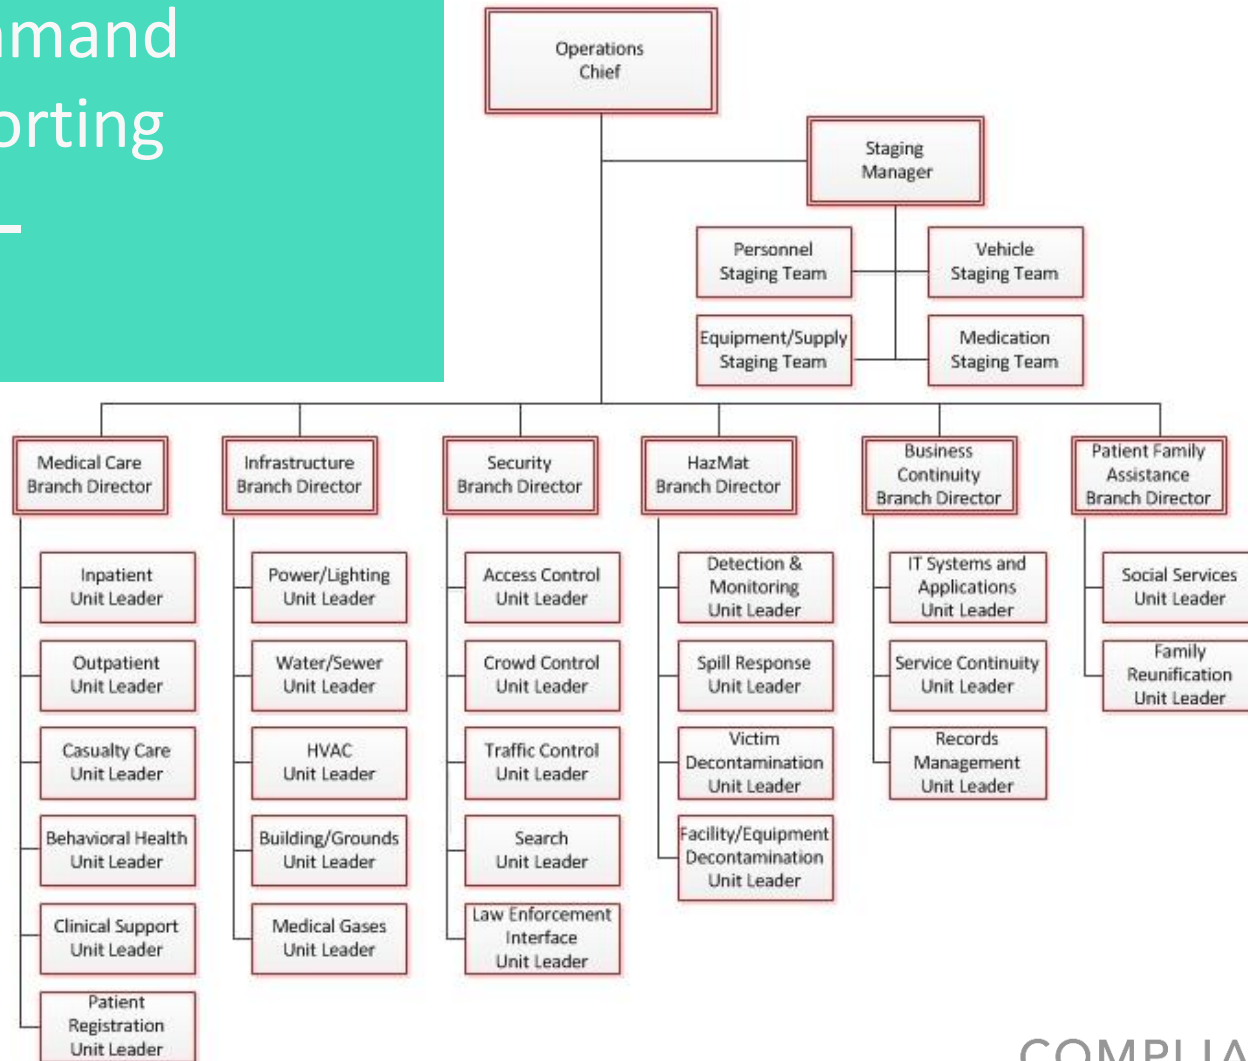 mmand
orting
–
Operations
Chief
Staging
Manager
Personnel
Staging Team
Vehicle
Staging Team
Equipment/Supply
Staging Team
Medication
Staging Team
Medical Care
Branch Director
Infrastructure
Branch Director
Security
Branch Director
HazMat
Branch Director
Business
Continuity
Branch Director
Patient Family
Assistance
Branch Director
Inpatient
Unit Leader
Outpatient
Unit Leader
Casualty Care
Unit Leader
Behavioral Health
Unit Leader
Clinical Support
Unit Leader
Patient
Registration
Unit Leader
Power/Lighting
Unit Leader
Water/Sewer
Unit Leader
HVAC
Unit Leader
Building/Grounds
Unit Leader
Medical Gases
Unit Leader
Access Control
Unit Leader
Crowd Control
Unit Leader
Traffic Control
Unit Leader
Search
Unit Leader
Law Enforcement
Interface
Unit Leader
Detection &
Monitoring
Unit Leader
Spill Response
Unit Leader
Victim
Decontamination
Unit Leader
Facility/Equipment
Decontamination
Unit Leader
IT Systems and
Applications
Unit Leader
Service Continuity
Unit Leader
Records
Management
Unit Leader
Social Services
Unit Leader
Family
Reunification
Unit Leader
COMPLIA